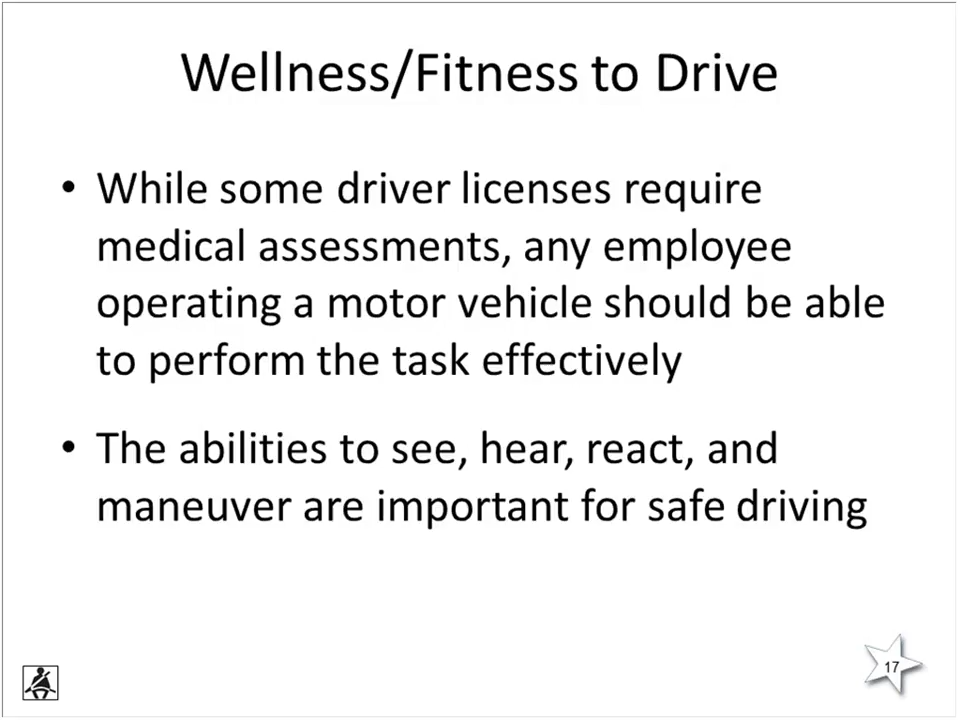 Wellness/Fitness to Drive
• While some driver licenses require
medical assessments, any employee
operating a motor vehicle should be able
to perform the task effectively
• The abilities to see, hear, react, and
maneuver are important for safe driving
17